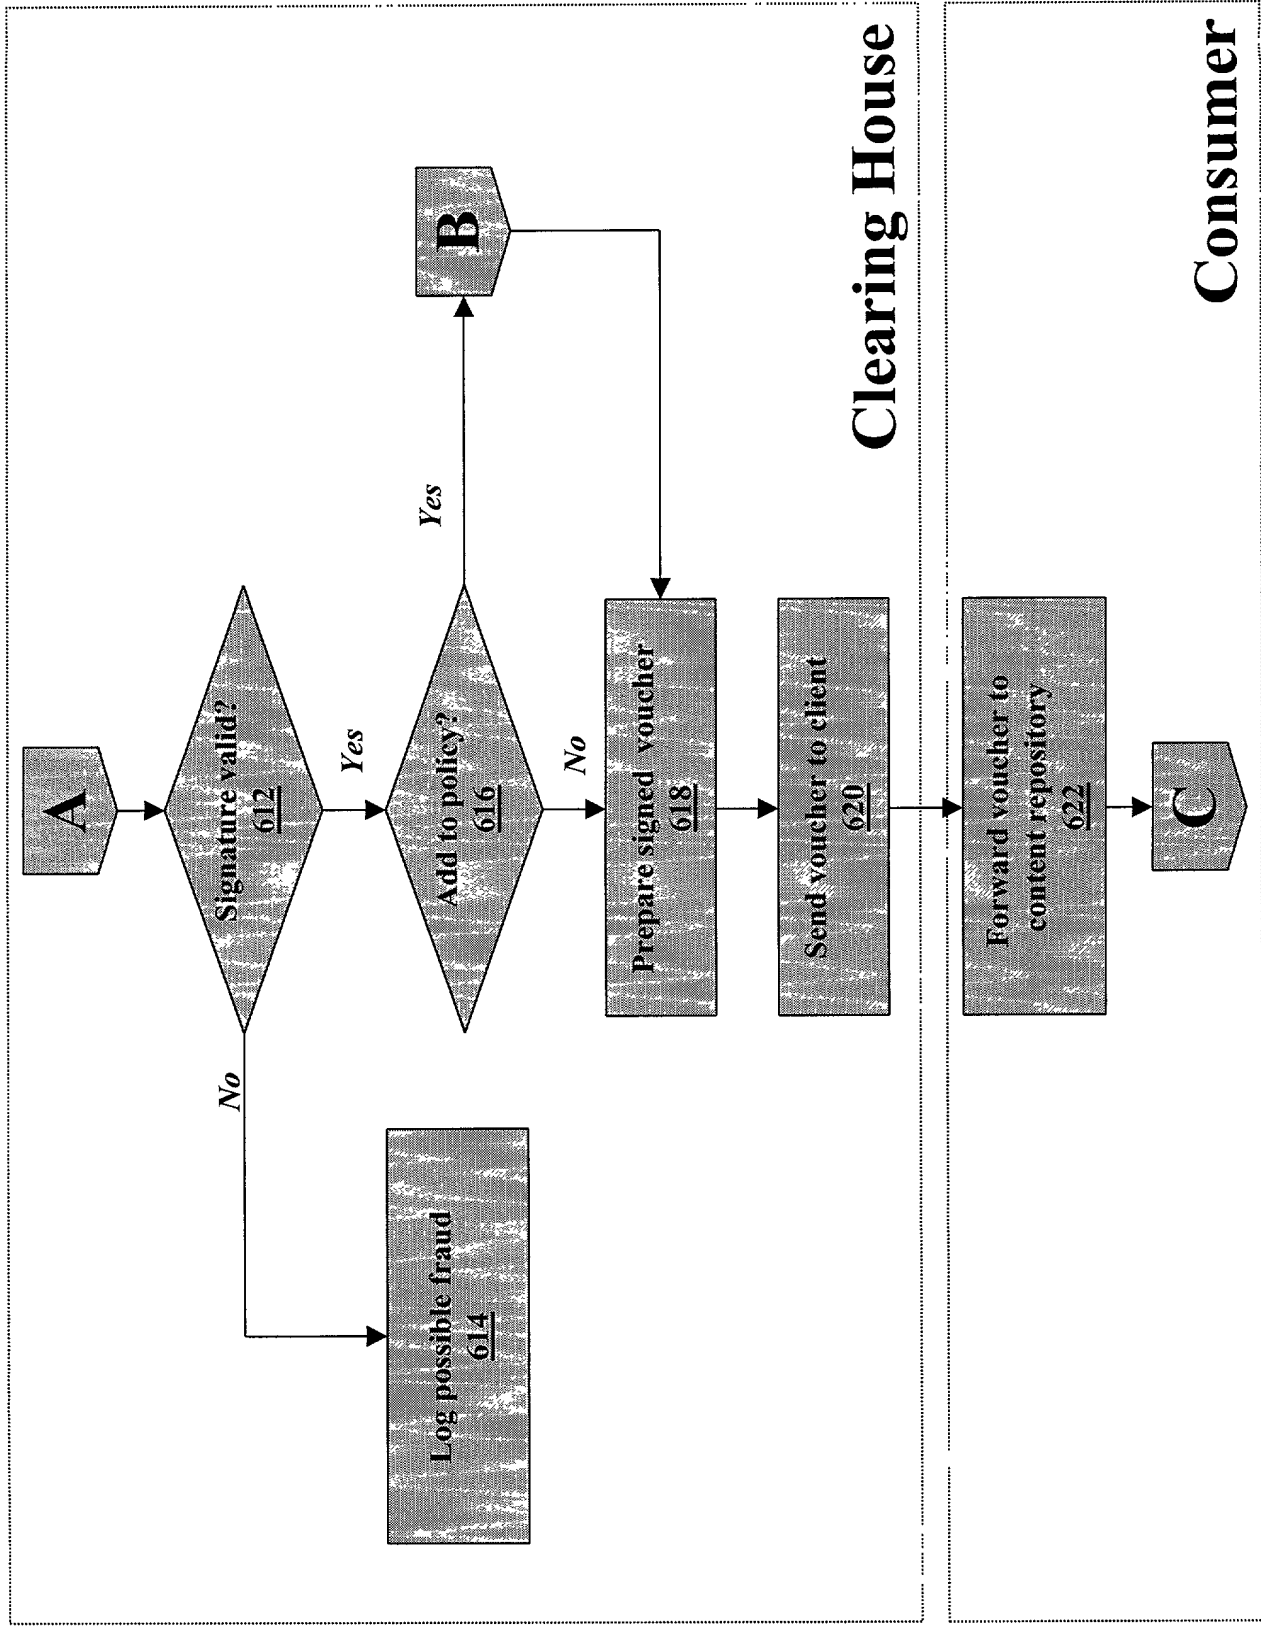 A
Signature valid?
612
No
Yes
Log possible fraud
614
Add to policy?
616
Yes
B
No
Prepare signed voucher
618
Send voucher to client
620
Clearing House
Forward voucher to
content repository
622
C
Consumer